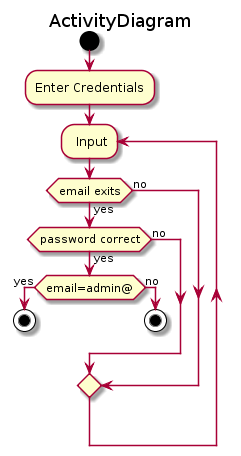 ActivityDiagram
Enter Credentials
Input
email exits
no
yes
password correct
no
yes
yes
email=admin@
no